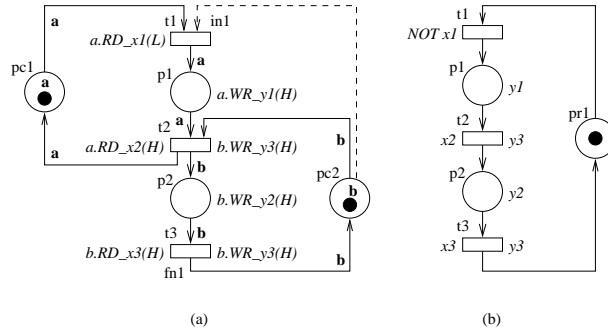 a t1 in1
a.RD_x1(L)
pc1 a
a p1
a.WR_y1(H)
a t2
a.RD_x2(H) b.WR_y3(H) b
a b pc2
p2 b
b.WR_y2(H)
b t3
b.RD_x3(H) b.WR_y3(H)
fn1 b
(a)
t1
NOT x1
p1
y1 pr1
t2
x2 y3
p2
y2
t3
x3 y3
(b)